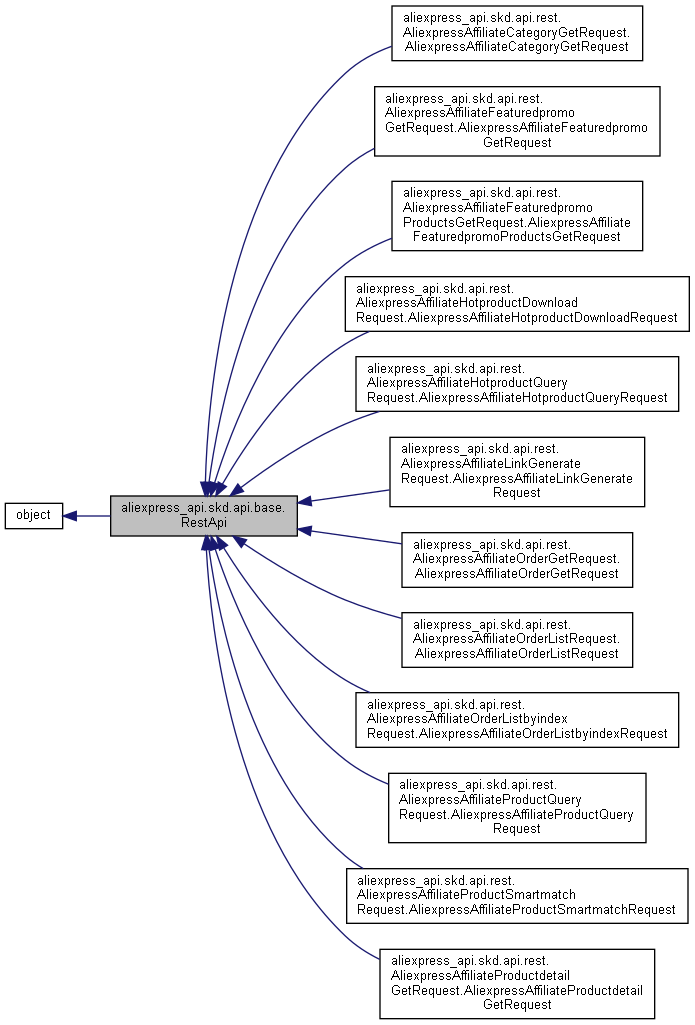 aliexpress_api.skd.api.rest.
AliexpressAffiliateCategoryGetRequest.
AliexpressAffiliateCategoryGetRequest
aliexpress_api.skd.api.rest.
AliexpressAffiliateFeaturedpromo
GetRequest.AliexpressAffiliateFeaturedpromo
GetRequest
aliexpress_api.skd.api.rest.
AliexpressAffiliateFeaturedpromo
ProductsGetRequest.AliexpressAffiliate
FeaturedpromoProductsGetRequest
aliexpress_api.skd.api.rest.
AliexpressAffiliateHotproductDownload
Request.AliexpressAffiliateHotproductDownloadRequest
aliexpress_api.skd.api.rest.
AliexpressAffiliateHotproductQuery
Request.AliexpressAffiliateHotproductQueryRequest
aliexpress_api.skd.api.rest.
AliexpressAffiliateLinkGenerate
Request.AliexpressAffiliateLinkGenerate
Request
object
aliexpress_api.skd.api.base.
RestApi
aliexpress_api.skd.api.rest.
AliexpressAffiliateOrderGetRequest.
AliexpressAffiliateOrderGetRequest
aliexpress_api.skd.api.rest.
AliexpressAffiliateOrderListRequest.
AliexpressAffiliateOrderListRequest
aliexpress_api.skd.api.rest.
AliexpressAffiliateOrderListbyindex
Request.AliexpressAffiliateOrderListbyindexRequest
aliexpress_api.skd.api.rest.
AliexpressAffiliateProductQuery
Request.AliexpressAffiliateProductQuery
Request
aliexpress_api.skd.api.rest.
AliexpressAffiliateProductSmartmatch
Request.AliexpressAffiliateProductSmartmatchRequest
aliexpress_api.skd.api.rest.
AliexpressAffiliateProductdetail
GetRequest.AliexpressAffiliateProductdetail
GetRequest